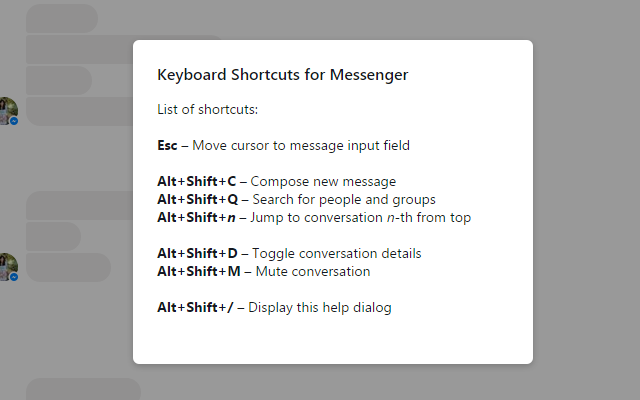 Keyboard Shortcuts for Messenger
List of shortcuts:
Esc – Move cursor to message input field
Alt+Shift+C – Compose new message
Alt+Shift+Q – Search for people and groups
Alt+Shift+n – Jump to conversation n-th from top
Alt+Shift+D – Toggle conversation details
Alt+Shift+M – Mute conversation
Alt+Shift+/ – Display this help dialog